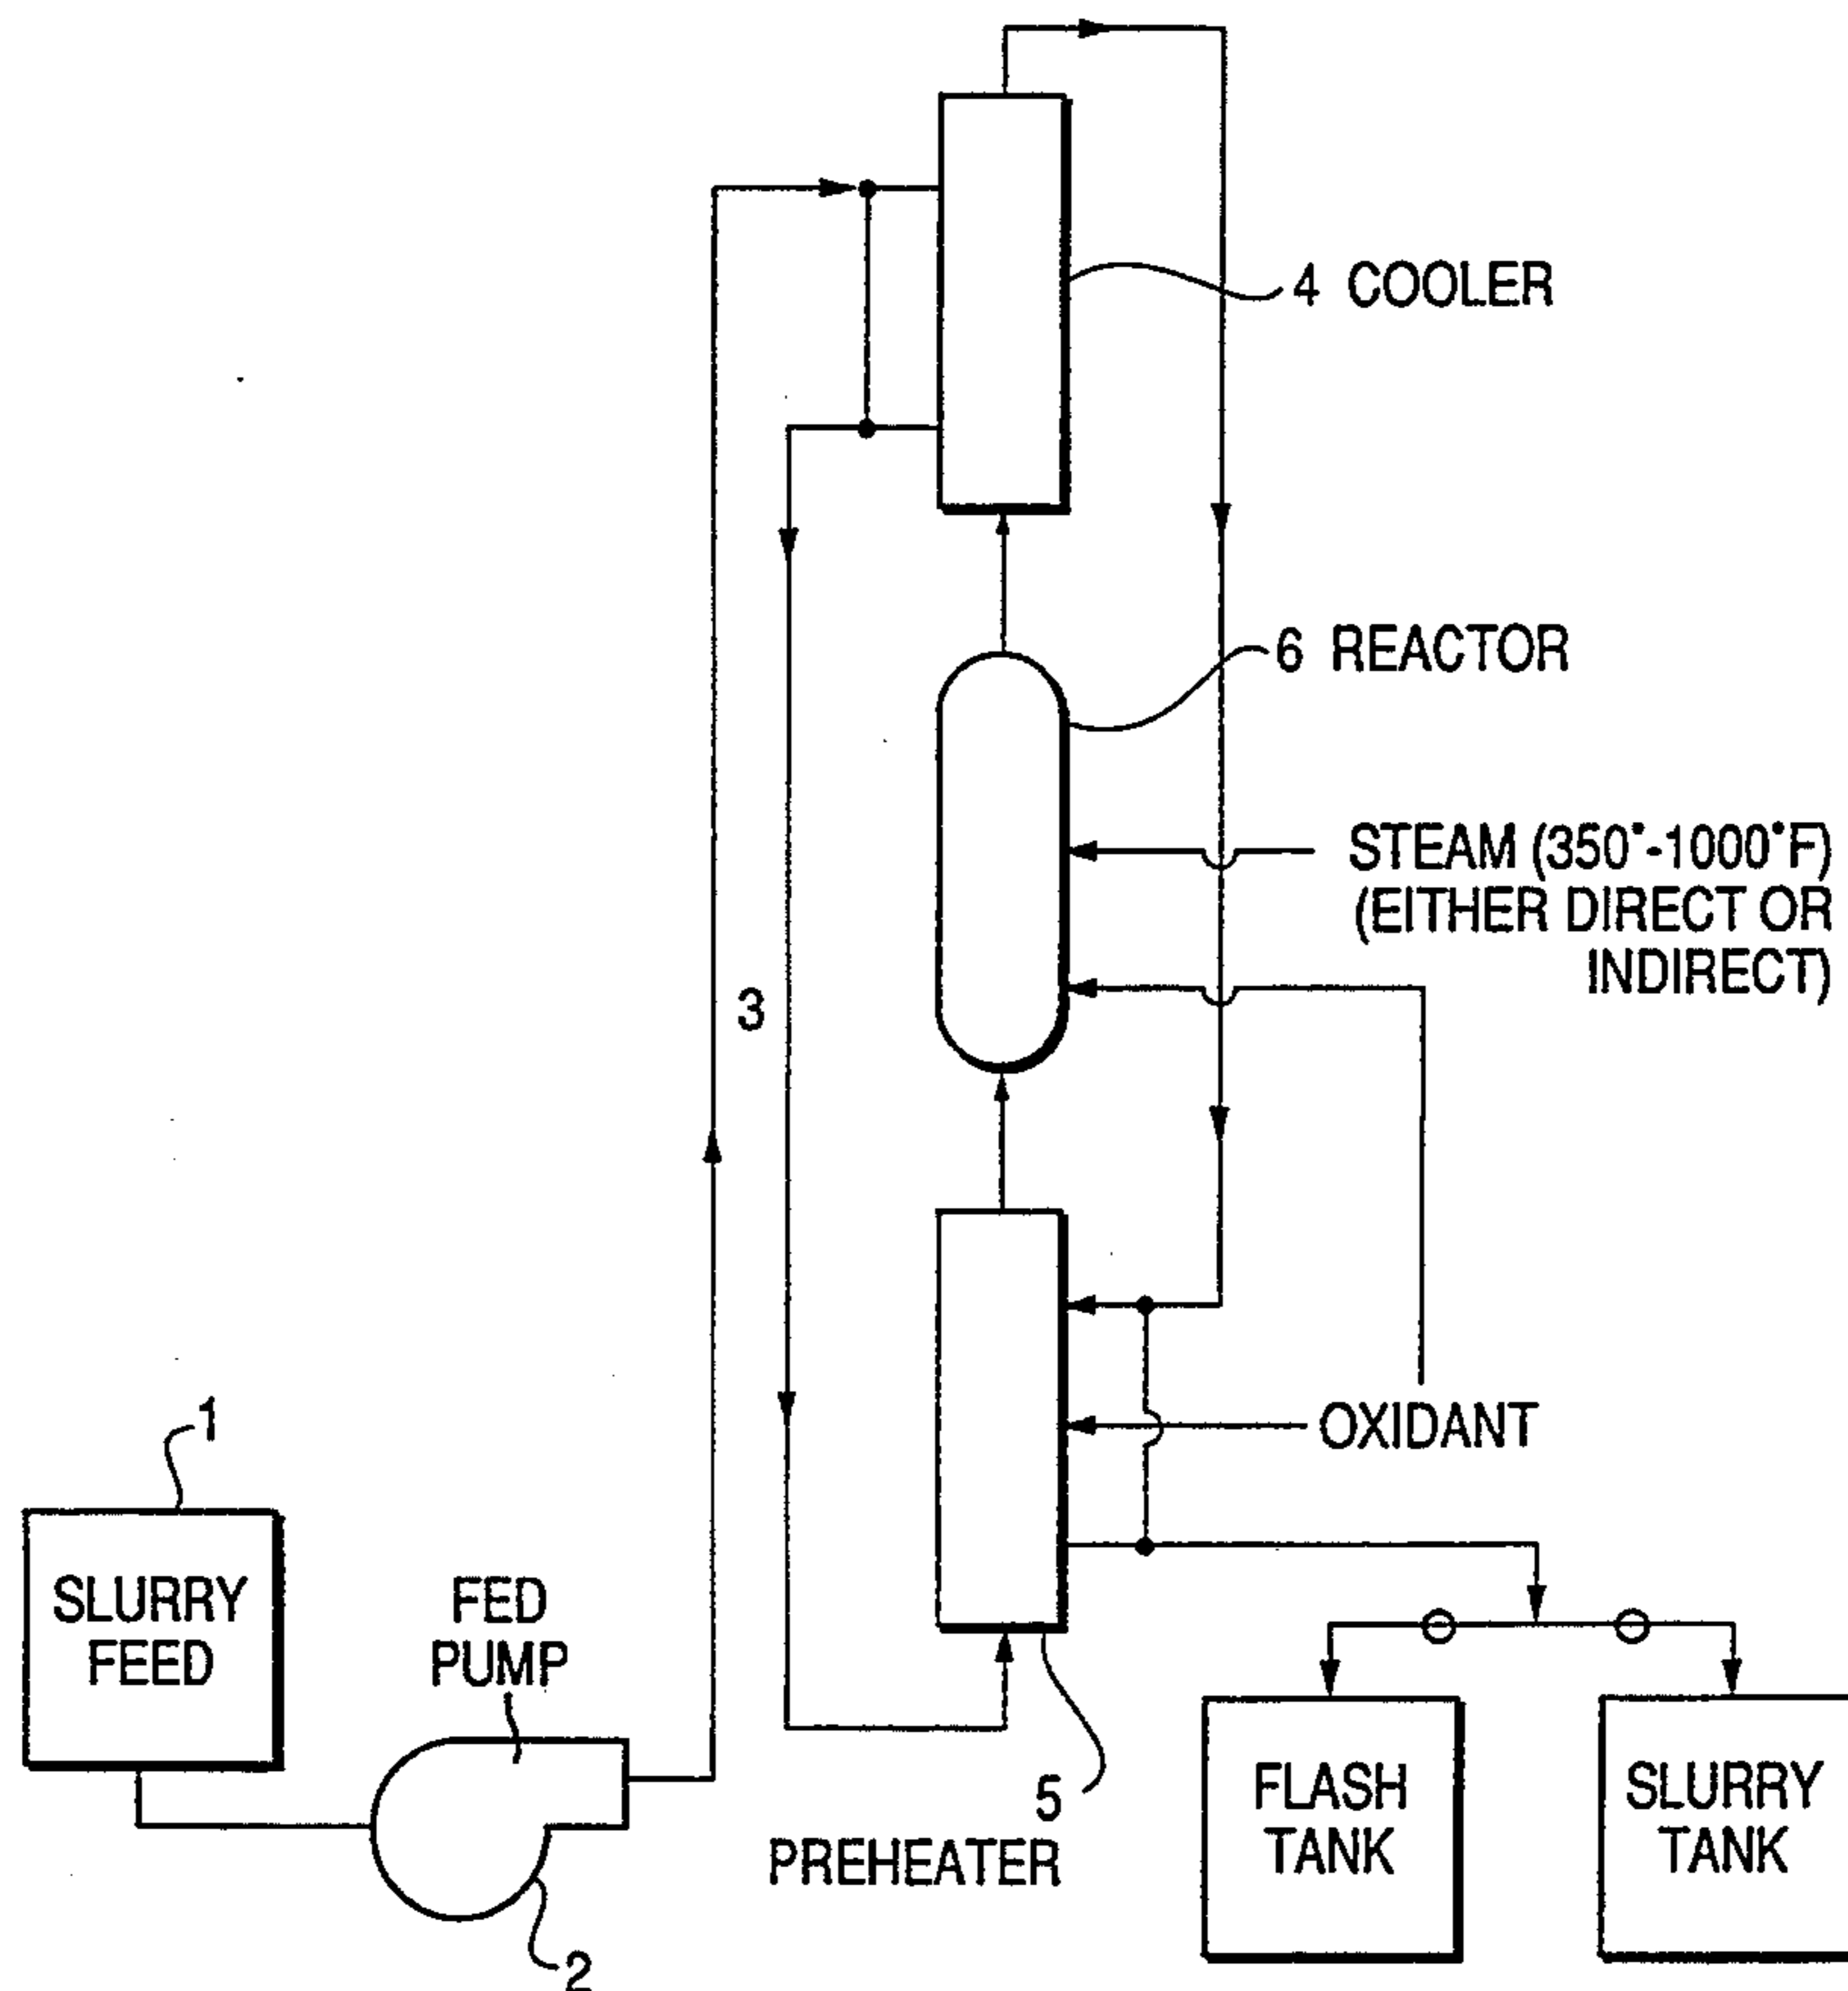 4 COOLER
6 REACTOR
STEAM (350°-1000°F)
(EITHER DIRECT OR
INDIRECT)
3
OXIDANT
1
SLURRY
FEED
FED
PUMP
2
5
PREHEATER
FLASH
TANK
SLURRY
TANK